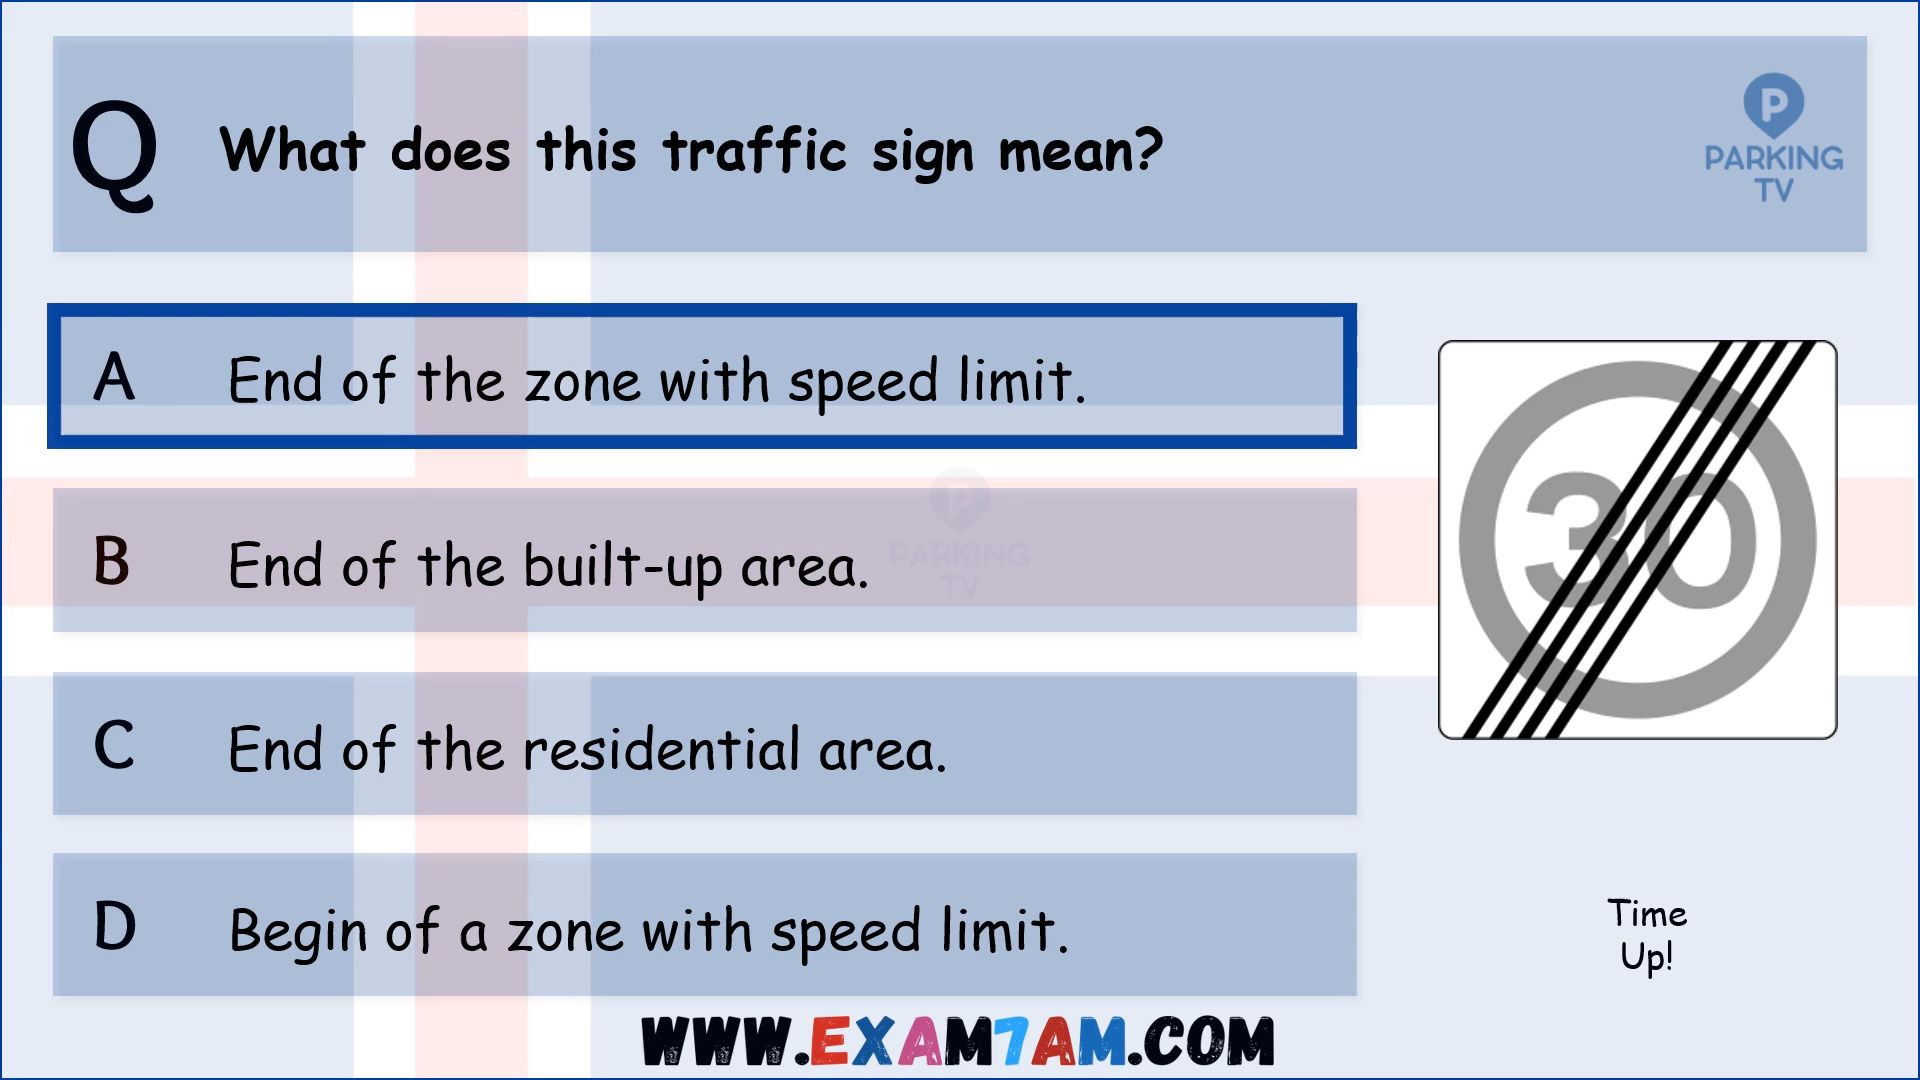 Q What does this traffic sign mean?
PARKING
TV
A End of the zone with speed limit.
B End of the built-up area.
PARKING
TV
C End of the residential area.
D Begin of a zone with speed limit.
30
Time
Up!
WWW.EXAM7AM.COM